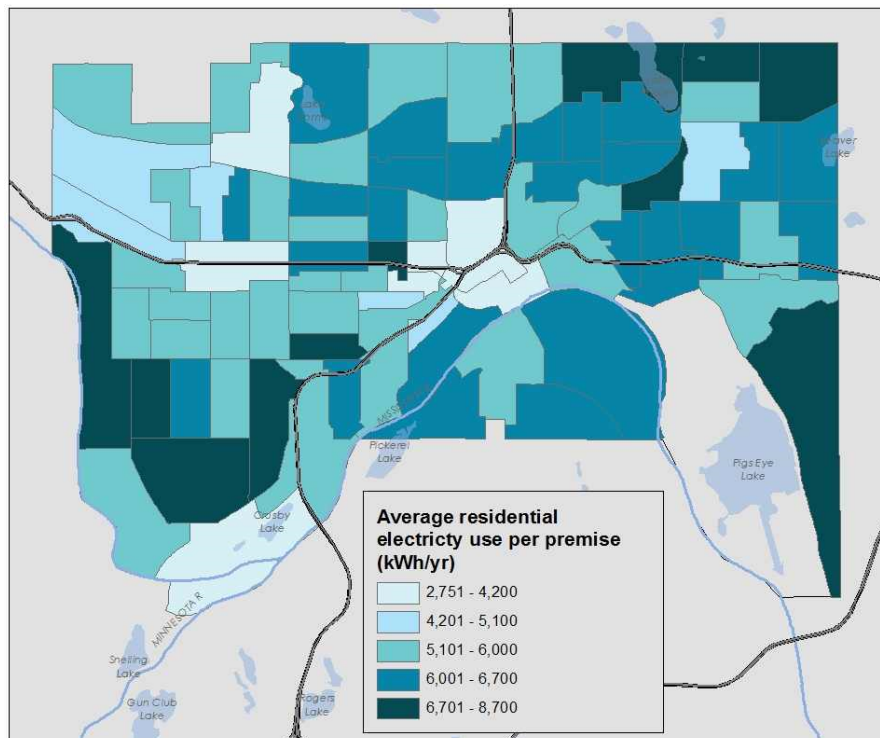 Beaver
Lake
MISSISSIPPI R
Pickerel
Lake
Pigs Eye
Lake
Crosby
Lake
MINNESOTA R
Snelling
Lake
Gun Club
Lake
Rogers
Lake
Average residential
electricty use per premise
(kWh/yr)
2,751 - 4,200
4,201 - 5,100
5,101 - 6,000
6,001 - 6,700
6,701 - 8,700